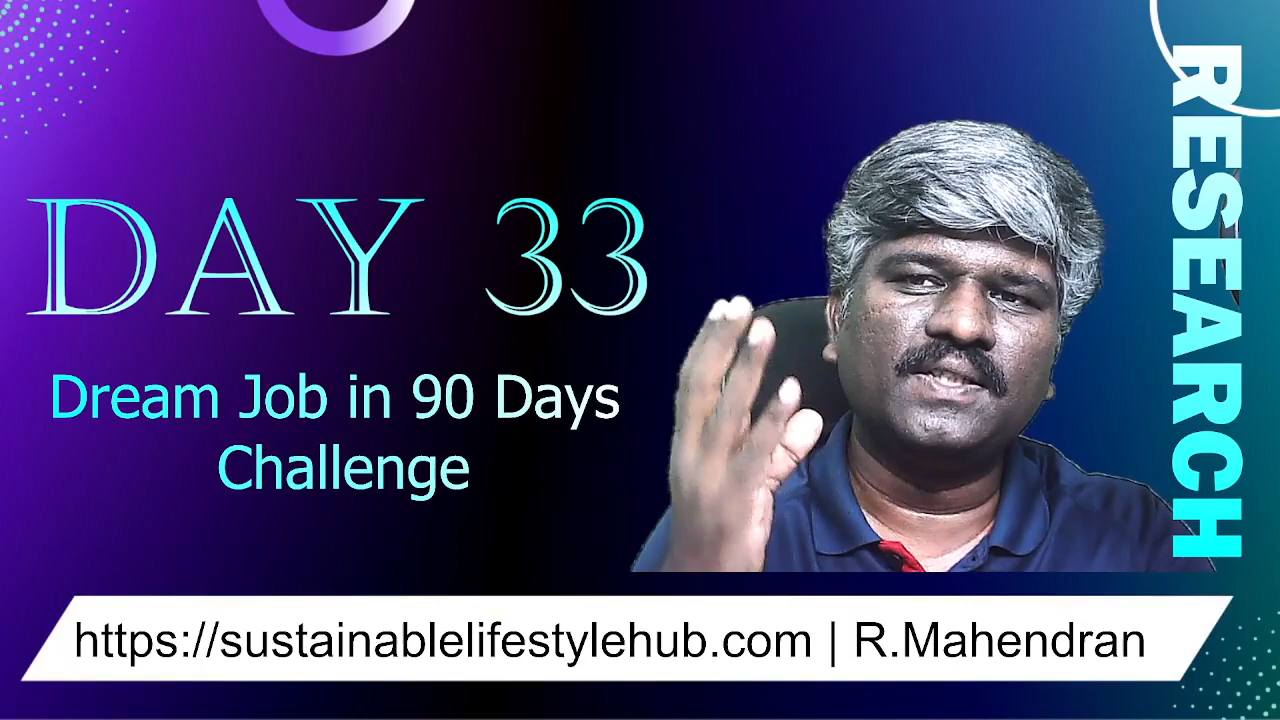 DAY 33
Dream Job in 90 Days
Challenge
RESEARCH
https://sustainablelifestylehub.com | R.Mahendran